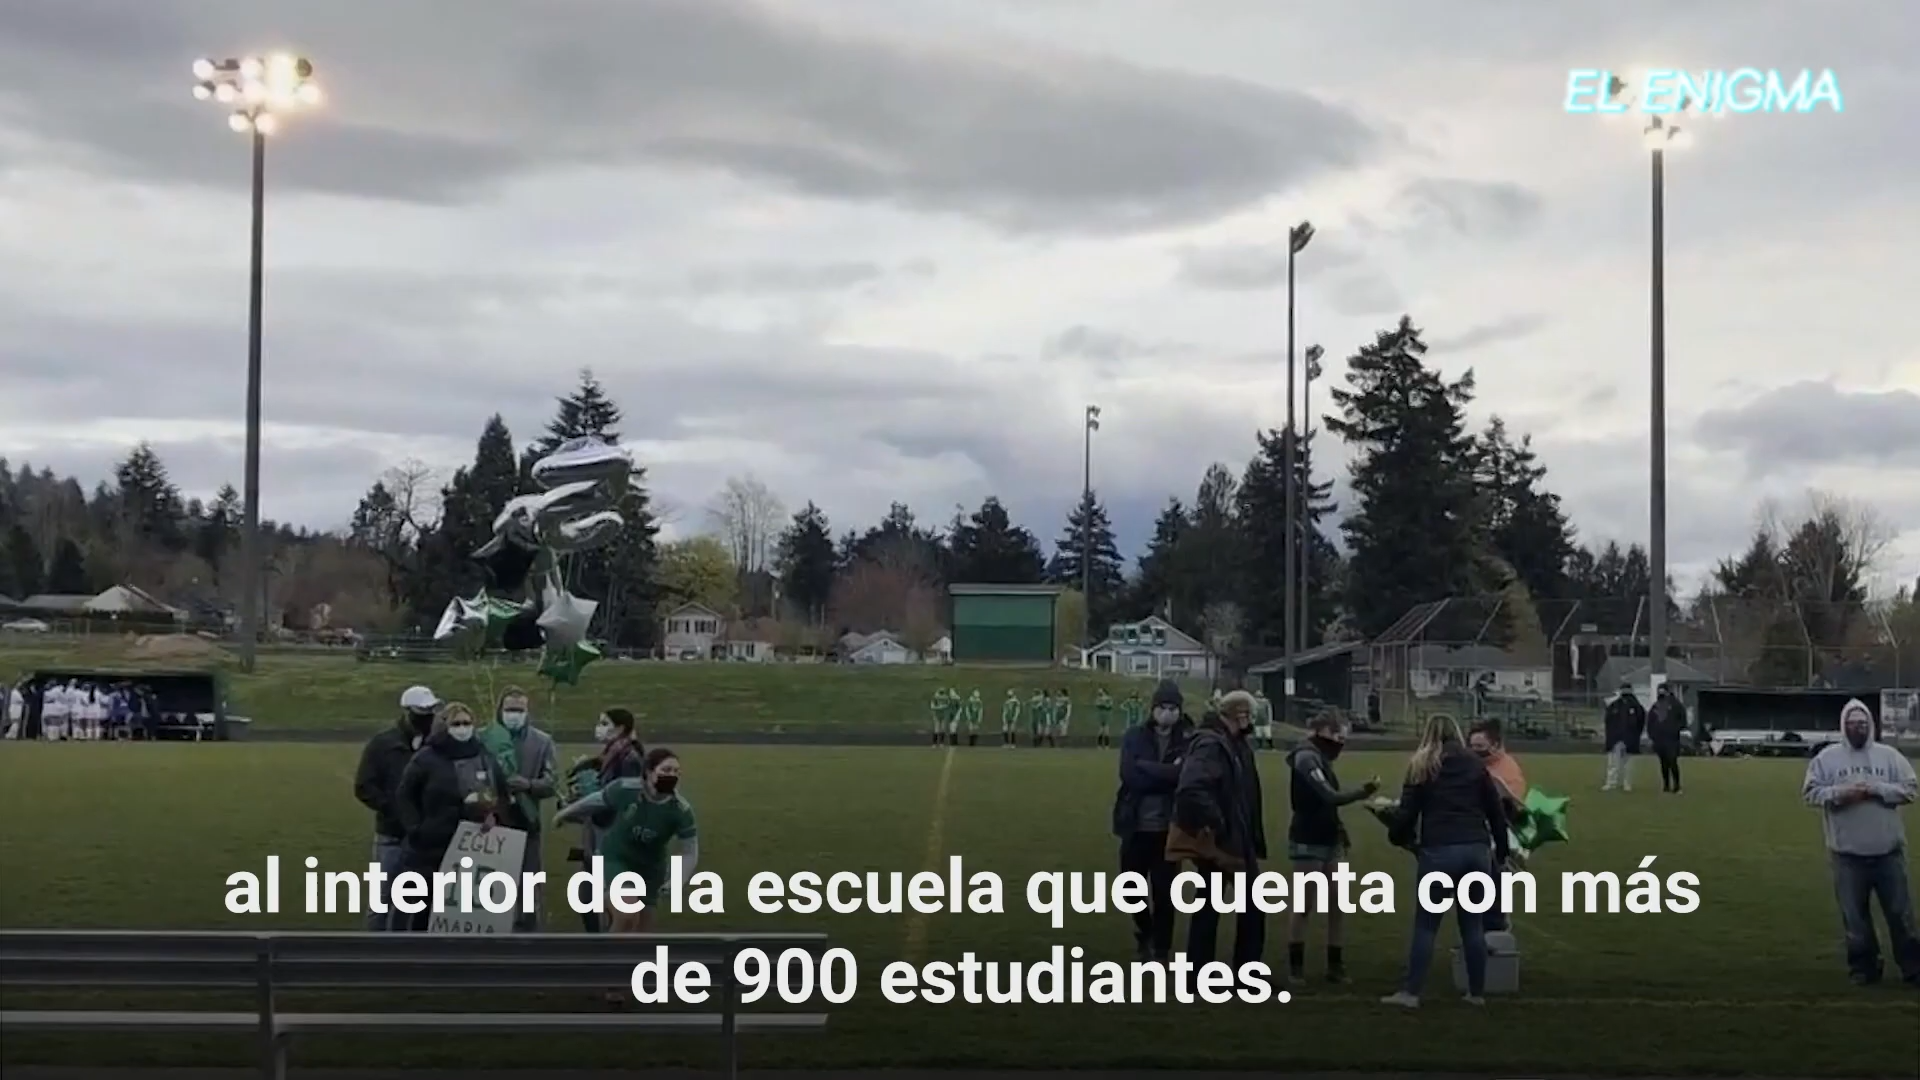 EL ENIGMA
EGLY
MARIA
al interior de la escuela que cuenta con más
de 900 estudiantes.